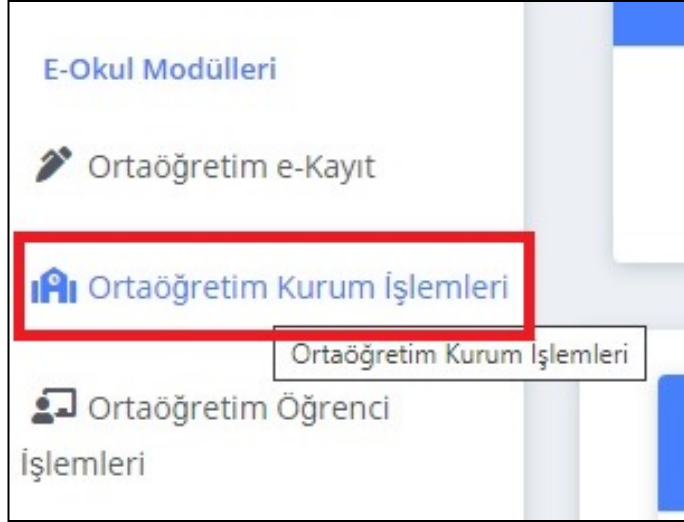 E-Okul Modülleri
Ortaöğretim e-Kayıt
Ortaöğretim Kurum İşlemleri
Ortaöğretim Kurum İşlemleri
Ortaöğretim Öğrenci
İşlemleri